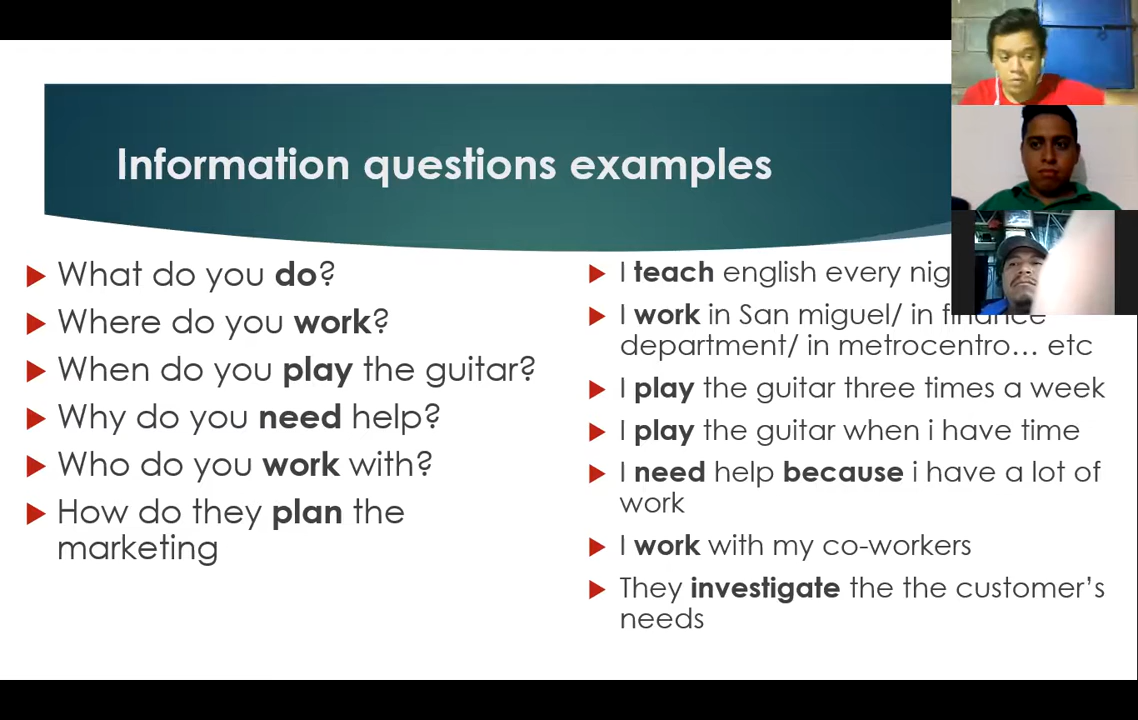 Information questions examples
What do you do?
Where do you work?
When do you play the guitar?
Why do you need help?
Who do you work with?
How do they plan the
marketing
I teach english every
I work in San miguel/ in finance
department/ in metrocentro... etc
I play the guitar three times a week
I play the guitar when i have time
I need help because i have a lot of
work
I work with my co-workers
They investigate the the customer's
needs